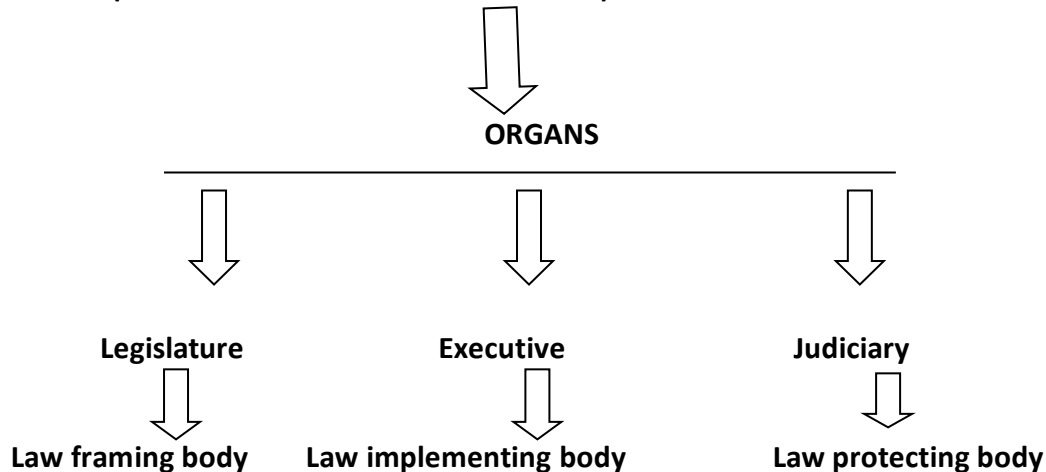 ORGANS
Legislature Executive Judiciary
Law framing body Law implementing body Law protecting body